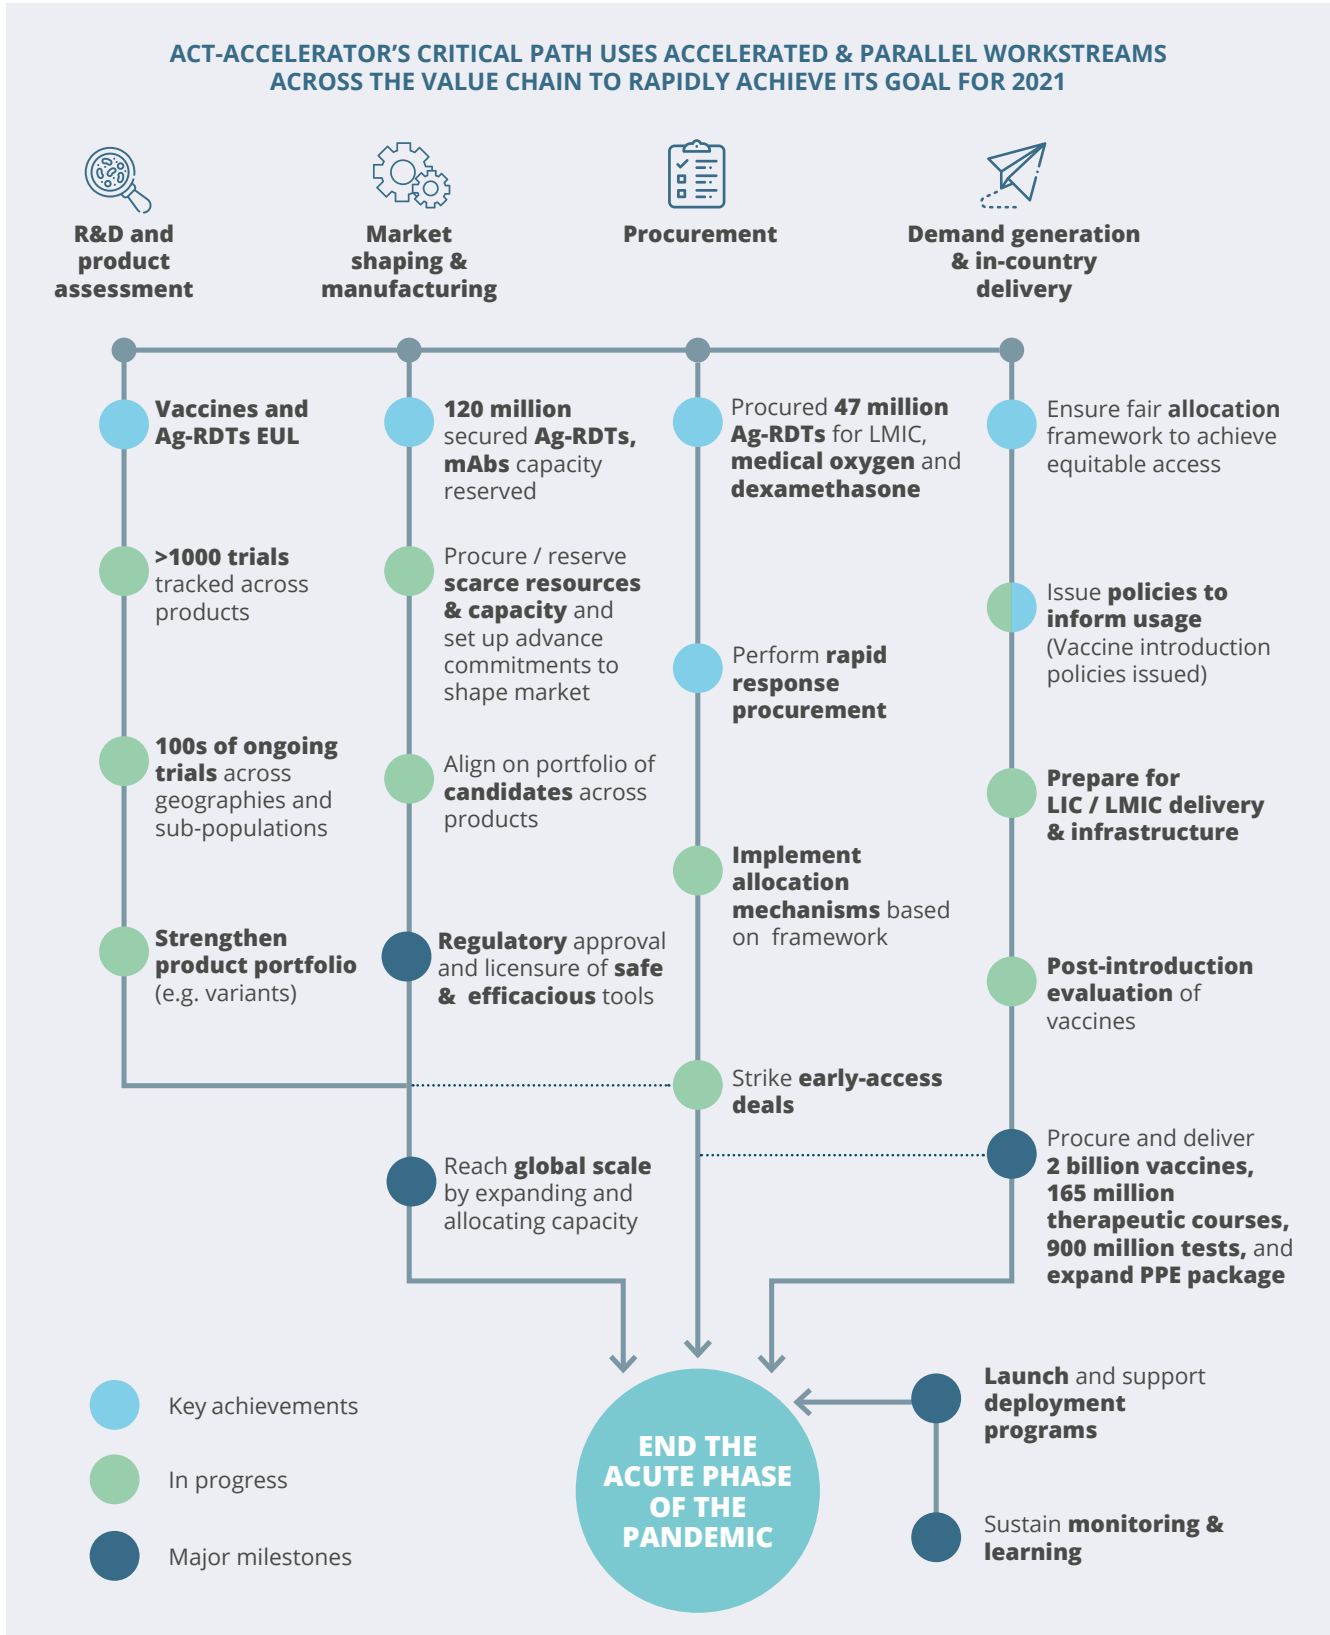 ACT-ACCELERATOR'S CRITICAL PATH USES ACCELERATED & PARALLEL WORKSTREAMS
ACROSS THE VALUE CHAIN TO RAPIDLY ACHIEVE ITS GOAL FOR 2021
R&D and
product
assessment
Market
shaping &
manufacturing
Procurement
Demand generation
& in-country
delivery
Vaccines and
Ag-RDTs EUL
>1000 trials
tracked across
products
100s of ongoing
trials across
geographies and
sub-populations
Strengthen
product portfolio
(e.g. variants)
120 million
secured Ag-RDTs,
mAbs capacity
reserved
Procure / reserve
scarce resources
& capacity and
set up advance
commitments to
shape market
Align on portfolio of
candidates across
products
Regulatory approval
and licensure of safe
& efficacious tools
Reach global scale
by expanding and
allocating capacity
Procured 47 million
Ag-RDTs for LMIC,
medical oxygen and
dexamethasone
Perform rapid
response
procurement
Implement
allocation
mechanisms based
on framework
Strike early-access
deals
Ensure fair allocation
framework to achieve
equitable access
Issue policies to
inform usage
(Vaccine introduction
policies issued)
Prepare for
LIC / LMIC delivery
& infrastructure
Post-introduction
evaluation of
vaccines
Procure and deliver
2 billion vaccines,
165 million
therapeutic courses,
900 million tests, and
expand PPE package
Key achievements
In progress
Major milestones
END THE
ACUTE PHASE
OF THE
PANDEMIC
Launch and support
deployment
programs
Sustain monitoring &
learning